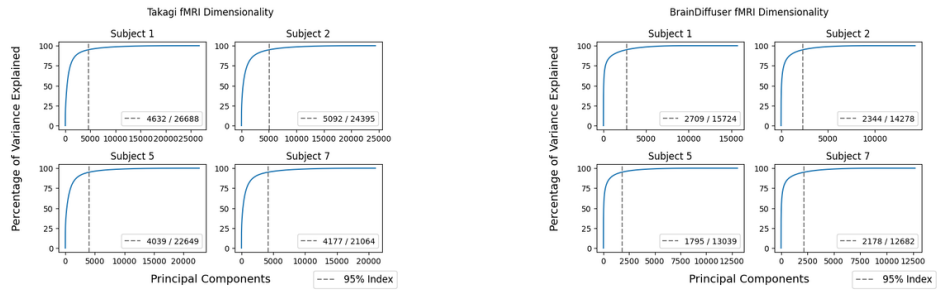 Takagi fMRI Dimensionality
Subject 1
Subject 2
Percentage of Variance Explained
100
75
50
25
0
4632 / 26688
0 5000 10000 15000 20000 25000
100
75
50
25
0
5092 / 24395
0 5000 10000 15000 20000 25000
Subject 5
Subject 7
100
75
50
25
0
4039 / 22649
0 5000 10000 15000 20000
100
75
50
25
0
4177 / 21064
0 5000 10000 15000 20000
Principal Components
95% Index
BrainDiffuser fMRI Dimensionality
Subject 1
Subject 2
Percentage of Variance Explained
100
75
50
25
0
2709 / 15724
0 5000 10000 15000
100
75
50
25
0
2344 / 14278
0 5000 10000
Subject 5
Subject 7
100
75
50
25
0
1795 / 13039
0 2500 5000 7500 10000 12500
100
75
50
25
0
2178 / 12682
0 2500 5000 7500 10000 12500
Principal Components
95% Index